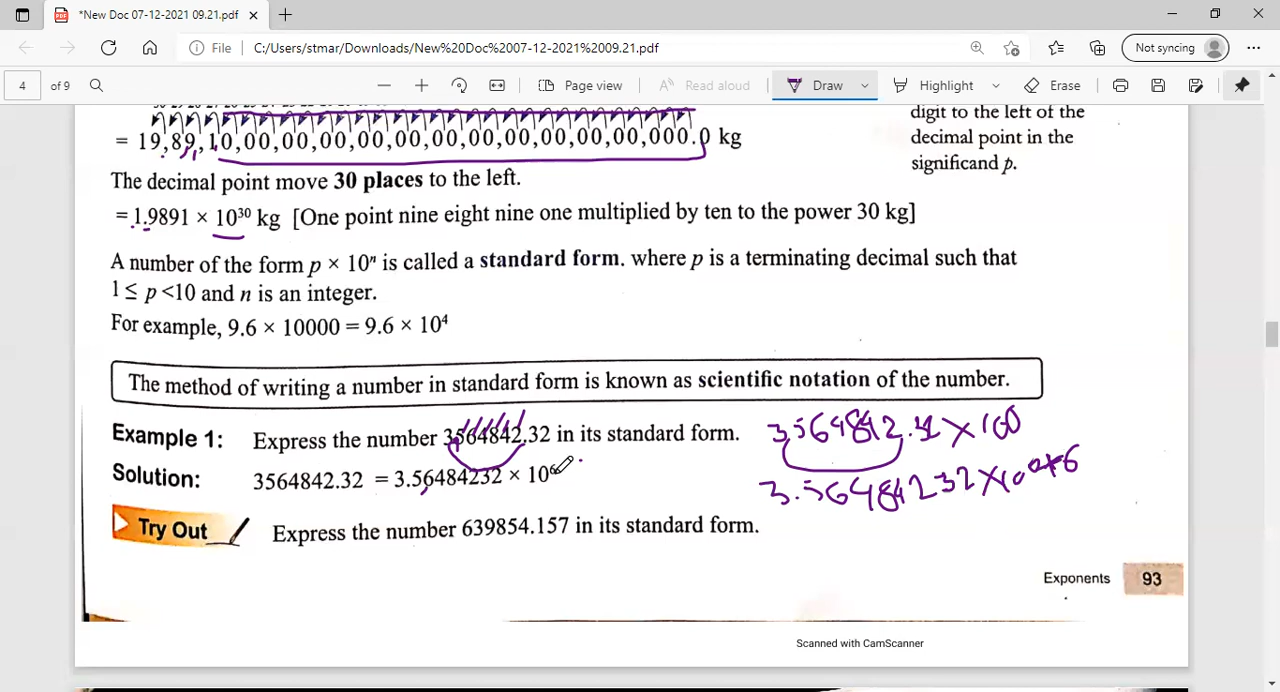 *New Doc 07-12-2021 09.21.pdf
File C:/Users/stmar/Downloads/New%20Doc%2007-12-2021%2009.21.pdf Not syncing
4 of 9 Page view Read aloud Draw Highlight Erase
digit to the left of the
decimal point in the
significand p.
= 19,89,10,00,00,00,00,00,00,00,00,00,00,00,000.0 kg
The decimal point move 30 places to the left.
= 1.9891 × 10³⁰ kg [One point nine eight nine one multiplied by ten to the power 30 kg]
A number of the form p × 10ⁿ is called a standard form. where p is a terminating decimal such that
1 ≤ p <10 and n is an integer.
For example, 9.6 × 10000 = 9.6 × 10⁴
The method of writing a number in standard form is known as scientific notation of the number.
Example 1: Express the number 3564842.32 in its standard form.
Solution: 3564842.32 = 3.56484232 × 10⁶
3564842.32 × 10⁰
3.56484232 × 10⁰⁺⁶
Try Out Express the number 639854.157 in its standard form.
Exponents 93
Scanned with CamScanner